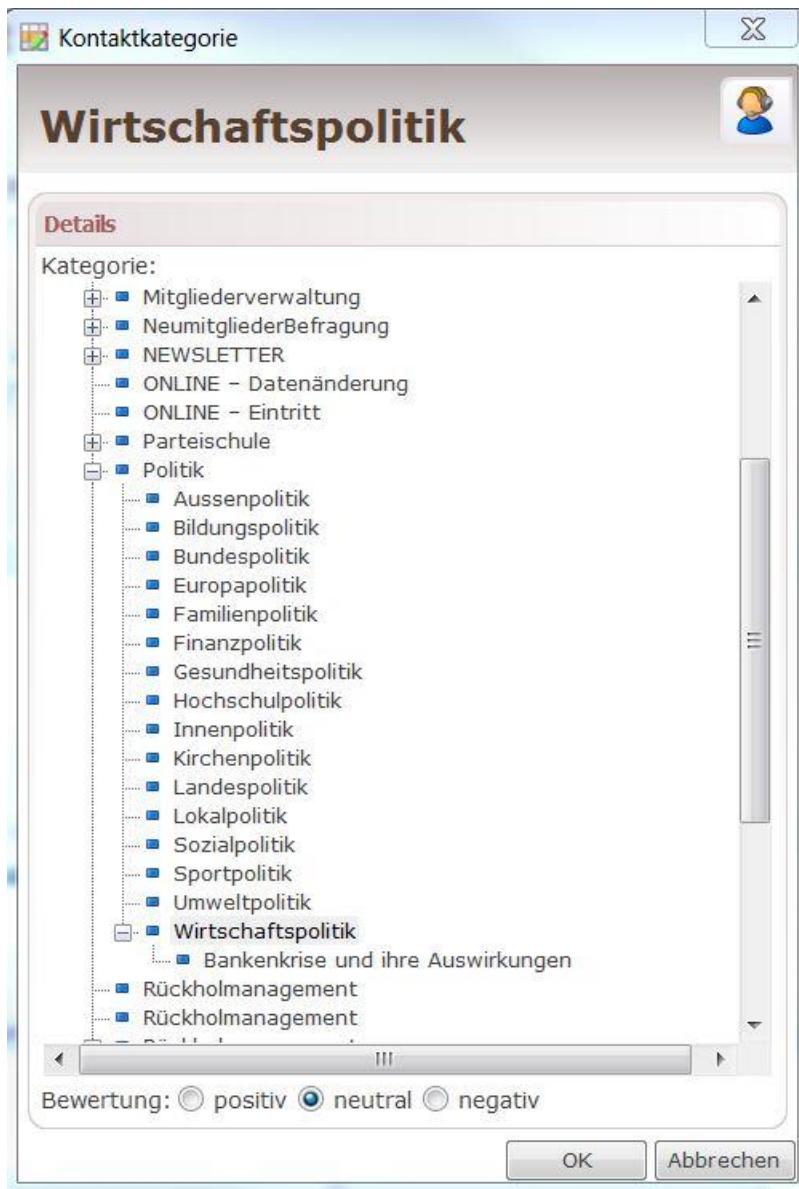 Kontaktkategorie
Wirtschaftspolitik
Details
Kategorie:
Mitgliederverwaltung
NeumitgliederBefragung
NEWSLETTER
ONLINE – Datenänderung
ONLINE – Eintritt
Parteischule
Politik
Aussenpolitik
Bildungspolitik
Bundespolitik
Europapolitik
Familienpolitik
Finanzpolitik
Gesundheitspolitik
Hochschulpolitik
Innenpolitik
Kirchenpolitik
Landespolitik
Lokalpolitik
Sozialpolitik
Sportpolitik
Umweltpolitik
Wirtschaftspolitik
Bankenkrise und ihre Auswirkungen
Rückholmanagement
Rückholmanagement
Bewertung: positiv neutral negativ
OK Abbrechen